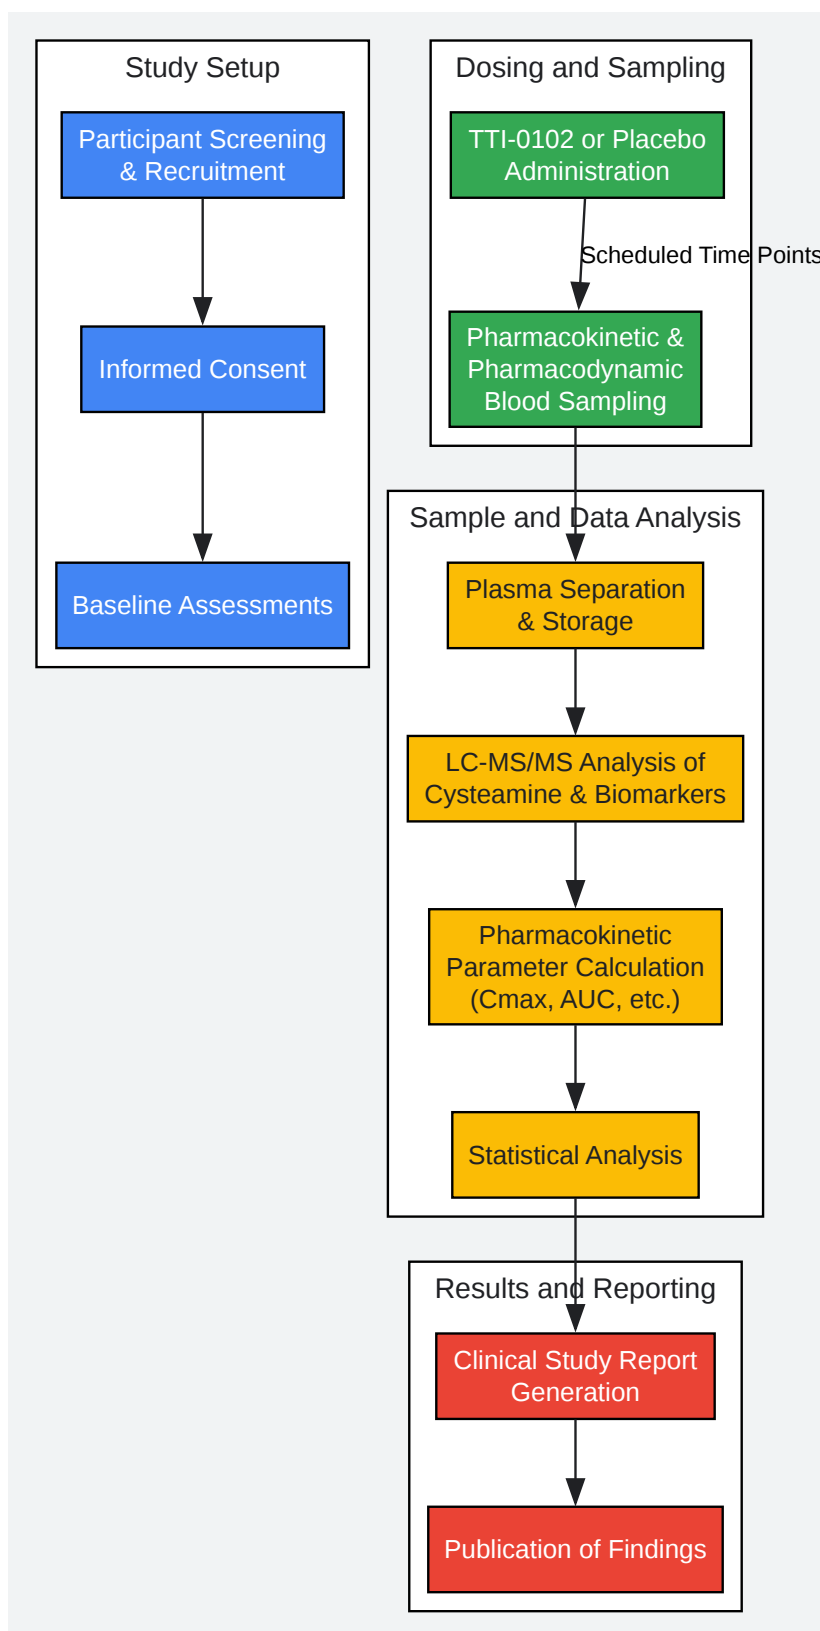 Study Setup
Participant Screening
& Recruitment
Informed Consent
Baseline Assessments
Dosing and Sampling
TTI-0102 or Placebo
Administration
Scheduled Time Points
Pharmacokinetic &
Pharmacodynamic
Blood Sampling
Sample and Data Analysis
Plasma Separation
& Storage
LC-MS/MS Analysis of
Cysteamine & Biomarkers
Pharmacokinetic
Parameter Calculation
(Cmax, AUC, etc.)
Statistical Analysis
Results and Reporting
Clinical Study Report
Generation
Publication of Findings